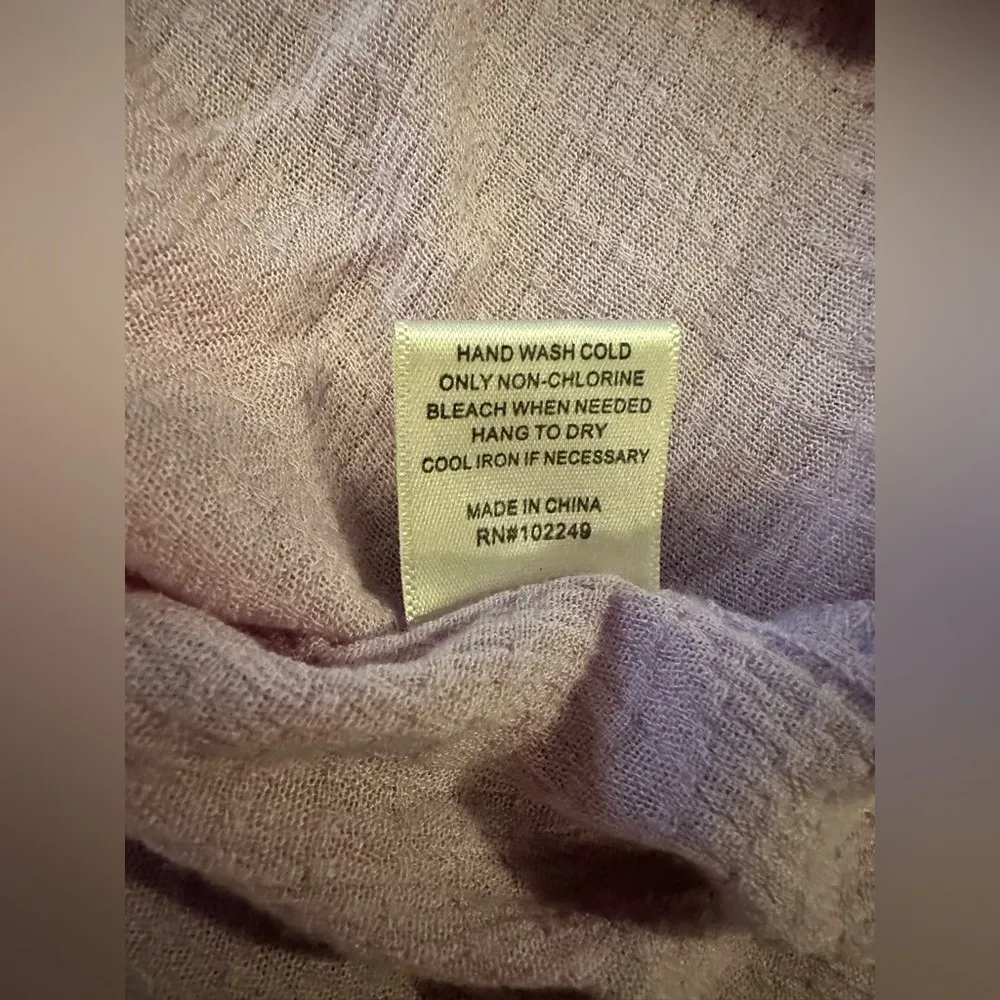 HAND WASH COLD
ONLY NON-CHLORINE
BLEACH WHEN NEEDED
HANG TO DRY
COOL IRON IF NECESSARY
MADE IN CHINA
RN#102249